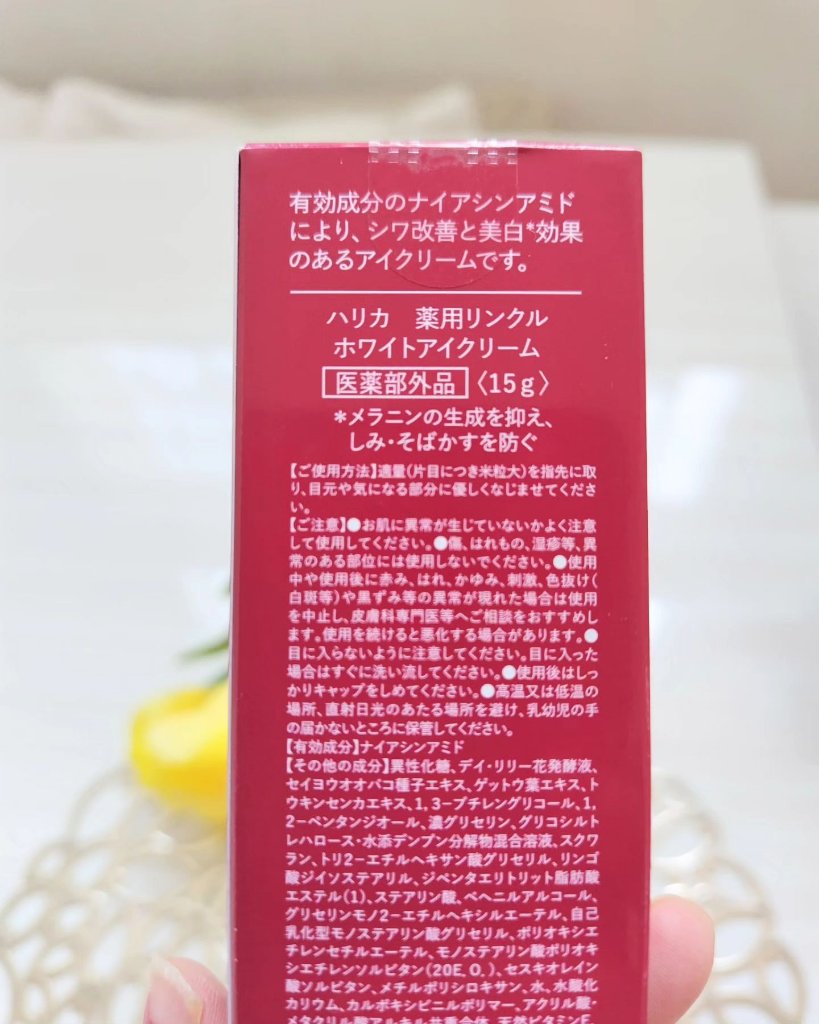 有効成分のナイアシンアミド
により、シワ改善と美白*効果
のあるアイクリームです。
ハリカ　薬用リンクル
ホワイトアイクリーム
医薬部外品〈15g〉
*メラニンの生成を抑え、
しみ・そばかすを防ぐ
【ご使用方法】適量(片目につき米粒大)を指先に取
り、目元や気になる部分に優しくなじませてくださ
い。
【ご注意】●お肌に異常が生じていないかよく注意
して使用してください。●傷、はれもの、湿疹等、異
常のある部位には使用しないでください。●使用
中や使用後に赤み、はれ、かゆみ、刺激、色抜け(
白斑等)や黒ずみ等の異常が現れた場合は使用
を中止し、皮膚科専門医等へご相談をおすすめし
ます。使用を続けると悪化する場合があります。●
目に入らないように注意してください。目に入った
場合はすぐに洗い流してください。●使用後はしっ
かりキャップをしめてください。●高温又は低温の
場所、直射日光のあたる場所を避け、乳幼児の手
の届かないところに保管してください。
【有効成分】ナイアシンアミド
【その他の成分】異性化糖、デイ・リリー花発酵液、
セイヨウオオバコ種子エキス、ゲットウ葉エキス、ト
ウキンセンカエキス、1,3-ブチレングリコール、1,
2-ペンタンジオール、濃グリセリン、グリコシルト
レハロース・水添デンプン分解物混合溶液、スクワ
ラン、トリ2-エチルヘキサン酸グリセリル、リンゴ
酸ジイソステアリル、ジペンタエリトリット脂肪酸
エステル(1)、ステアリン酸、ベヘニルアルコール、
グリセリンモノ2-エチルヘキシルエーテル、自己
乳化型モノステアリン酸グリセリル、ポリオキシエ
チレンセチルエーテル、モノステアリン酸ポリオキ
シエチレンソルビタン(20E.O.)、セスキオレイン
酸ソルビタン、メチルポリシロキサン、水、水酸化
カリウム、カルボキシビニルポリマー、アクリル酸・
メタクリル酸アルキル共重合体、天然ビタミンE